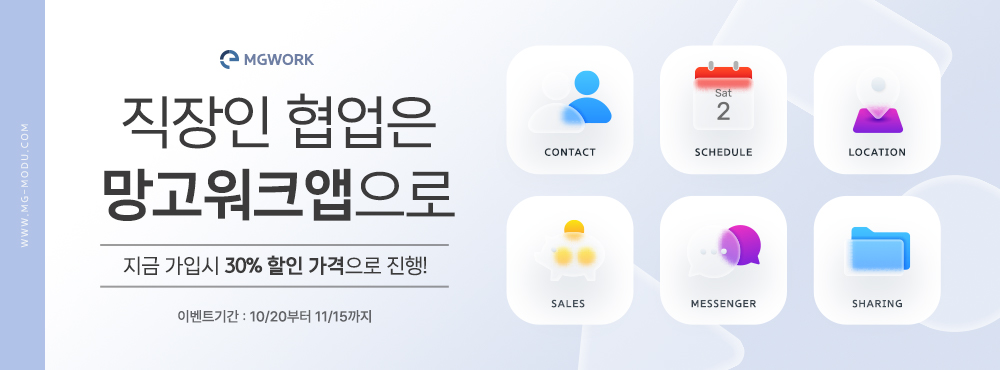 WWW.MG-MODU.COM
MGWORK
직장인 협업은
망고워크앱으로
지금 가입시 30% 할인 가격으로 진행!
이벤트기간 : 10/20부터 11/15까지
CONTACT
Sat
2
SCHEDULE
LOCATION
SALES
MESSENGER
SHARING